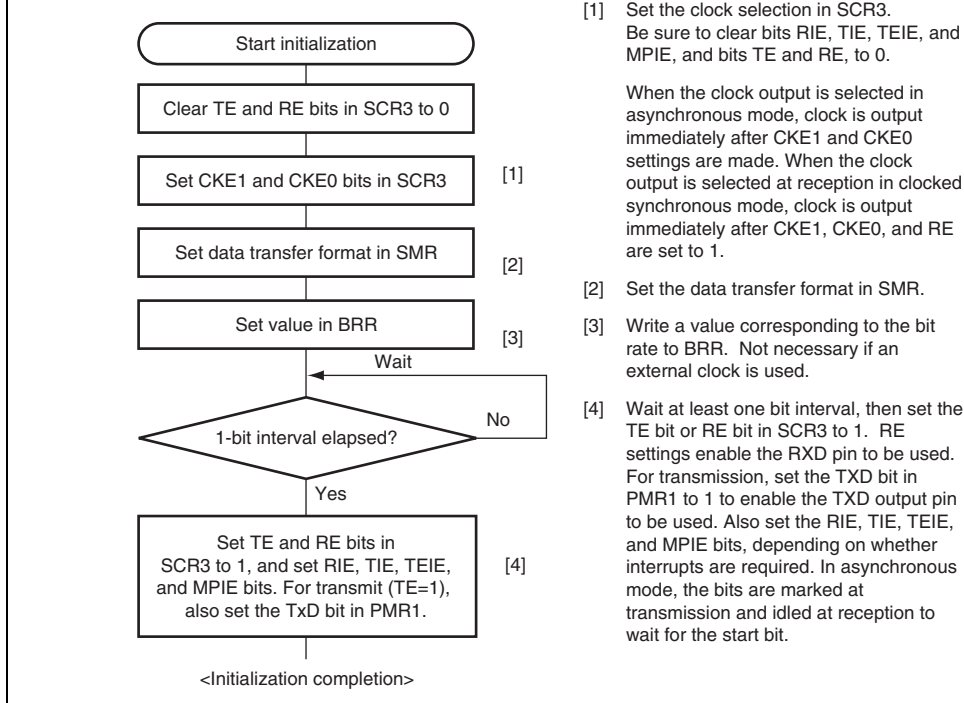 Start initialization
Clear TE and RE bits in SCR3 to 0
Set CKE1 and CKE0 bits in SCR3
[1]
Set data transfer format in SMR
[2]
Set value in BRR
[3]
Wait
1-bit interval elapsed?
No
Yes
Set TE and RE bits in
SCR3 to 1, and set RIE, TIE, TEIE,
and MPIE bits. For transmit (TE=1),
also set the TxD bit in PMR1.
[4]
<Initialization completion>
[1] Set the clock selection in SCR3.
Be sure to clear bits RIE, TIE, TEIE, and
MPIE, and bits TE and RE, to 0.
When the clock output is selected in
asynchronous mode, clock is output
immediately after CKE1 and CKE0
settings are made. When the clock
output is selected at reception in clocked
synchronous mode, clock is output
immediately after CKE1, CKE0, and RE
are set to 1.
[2] Set the data transfer format in SMR.
[3] Write a value corresponding to the bit
rate to BRR. Not necessary if an
external clock is used.
[4] Wait at least one bit interval, then set the
TE bit or RE bit in SCR3 to 1. RE
settings enable the RXD pin to be used.
For transmission, set the TXD bit in
PMR1 to 1 to enable the TXD output pin
to be used. Also set the RIE, TIE, TEIE,
and MPIE bits, depending on whether
interrupts are required. In asynchronous
mode, the bits are marked at
transmission and idled at reception to
wait for the start bit.